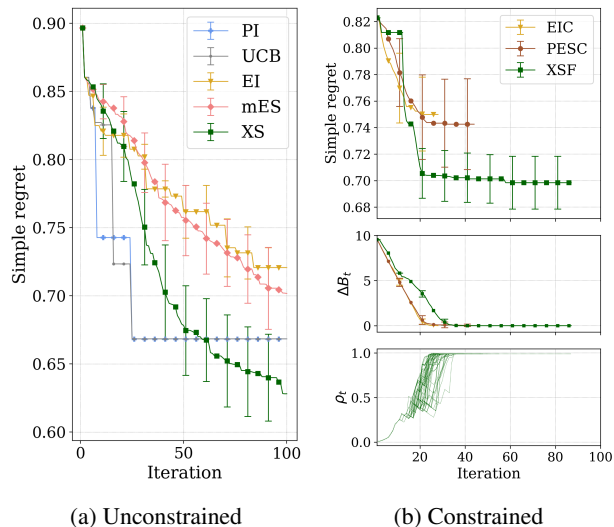 0.90
0.85
0.80
0.75
0.70
0.65
0.60
Simple regret
0
50
100
Iteration
PI
UCB
EI
mES
XS
(a) Unconstrained
0.82
0.80
0.78
0.76
0.74
0.72
0.70
0.68
Simple regret
EIC
PESC
XSF
10
5
0
ΔBₜ
1.0
0.5
0.0
ρₜ
20
40
60
80
100
Iteration
(b) Constrained